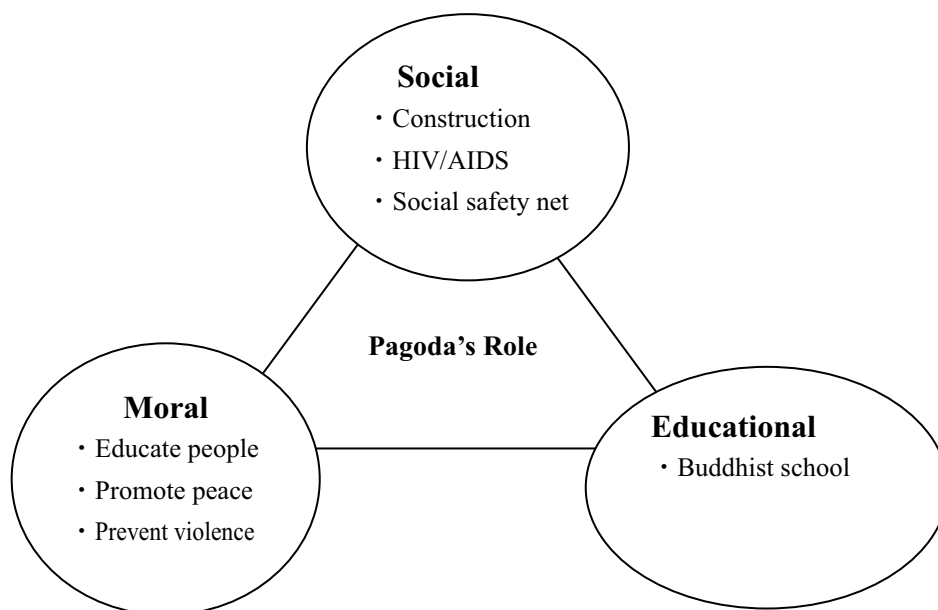 Social
・Construction
・HIV/AIDS
・Social safety net
Pagoda’s Role
Moral
・Educate people
・Promote peace
・Prevent violence
Educational
・Buddhist school